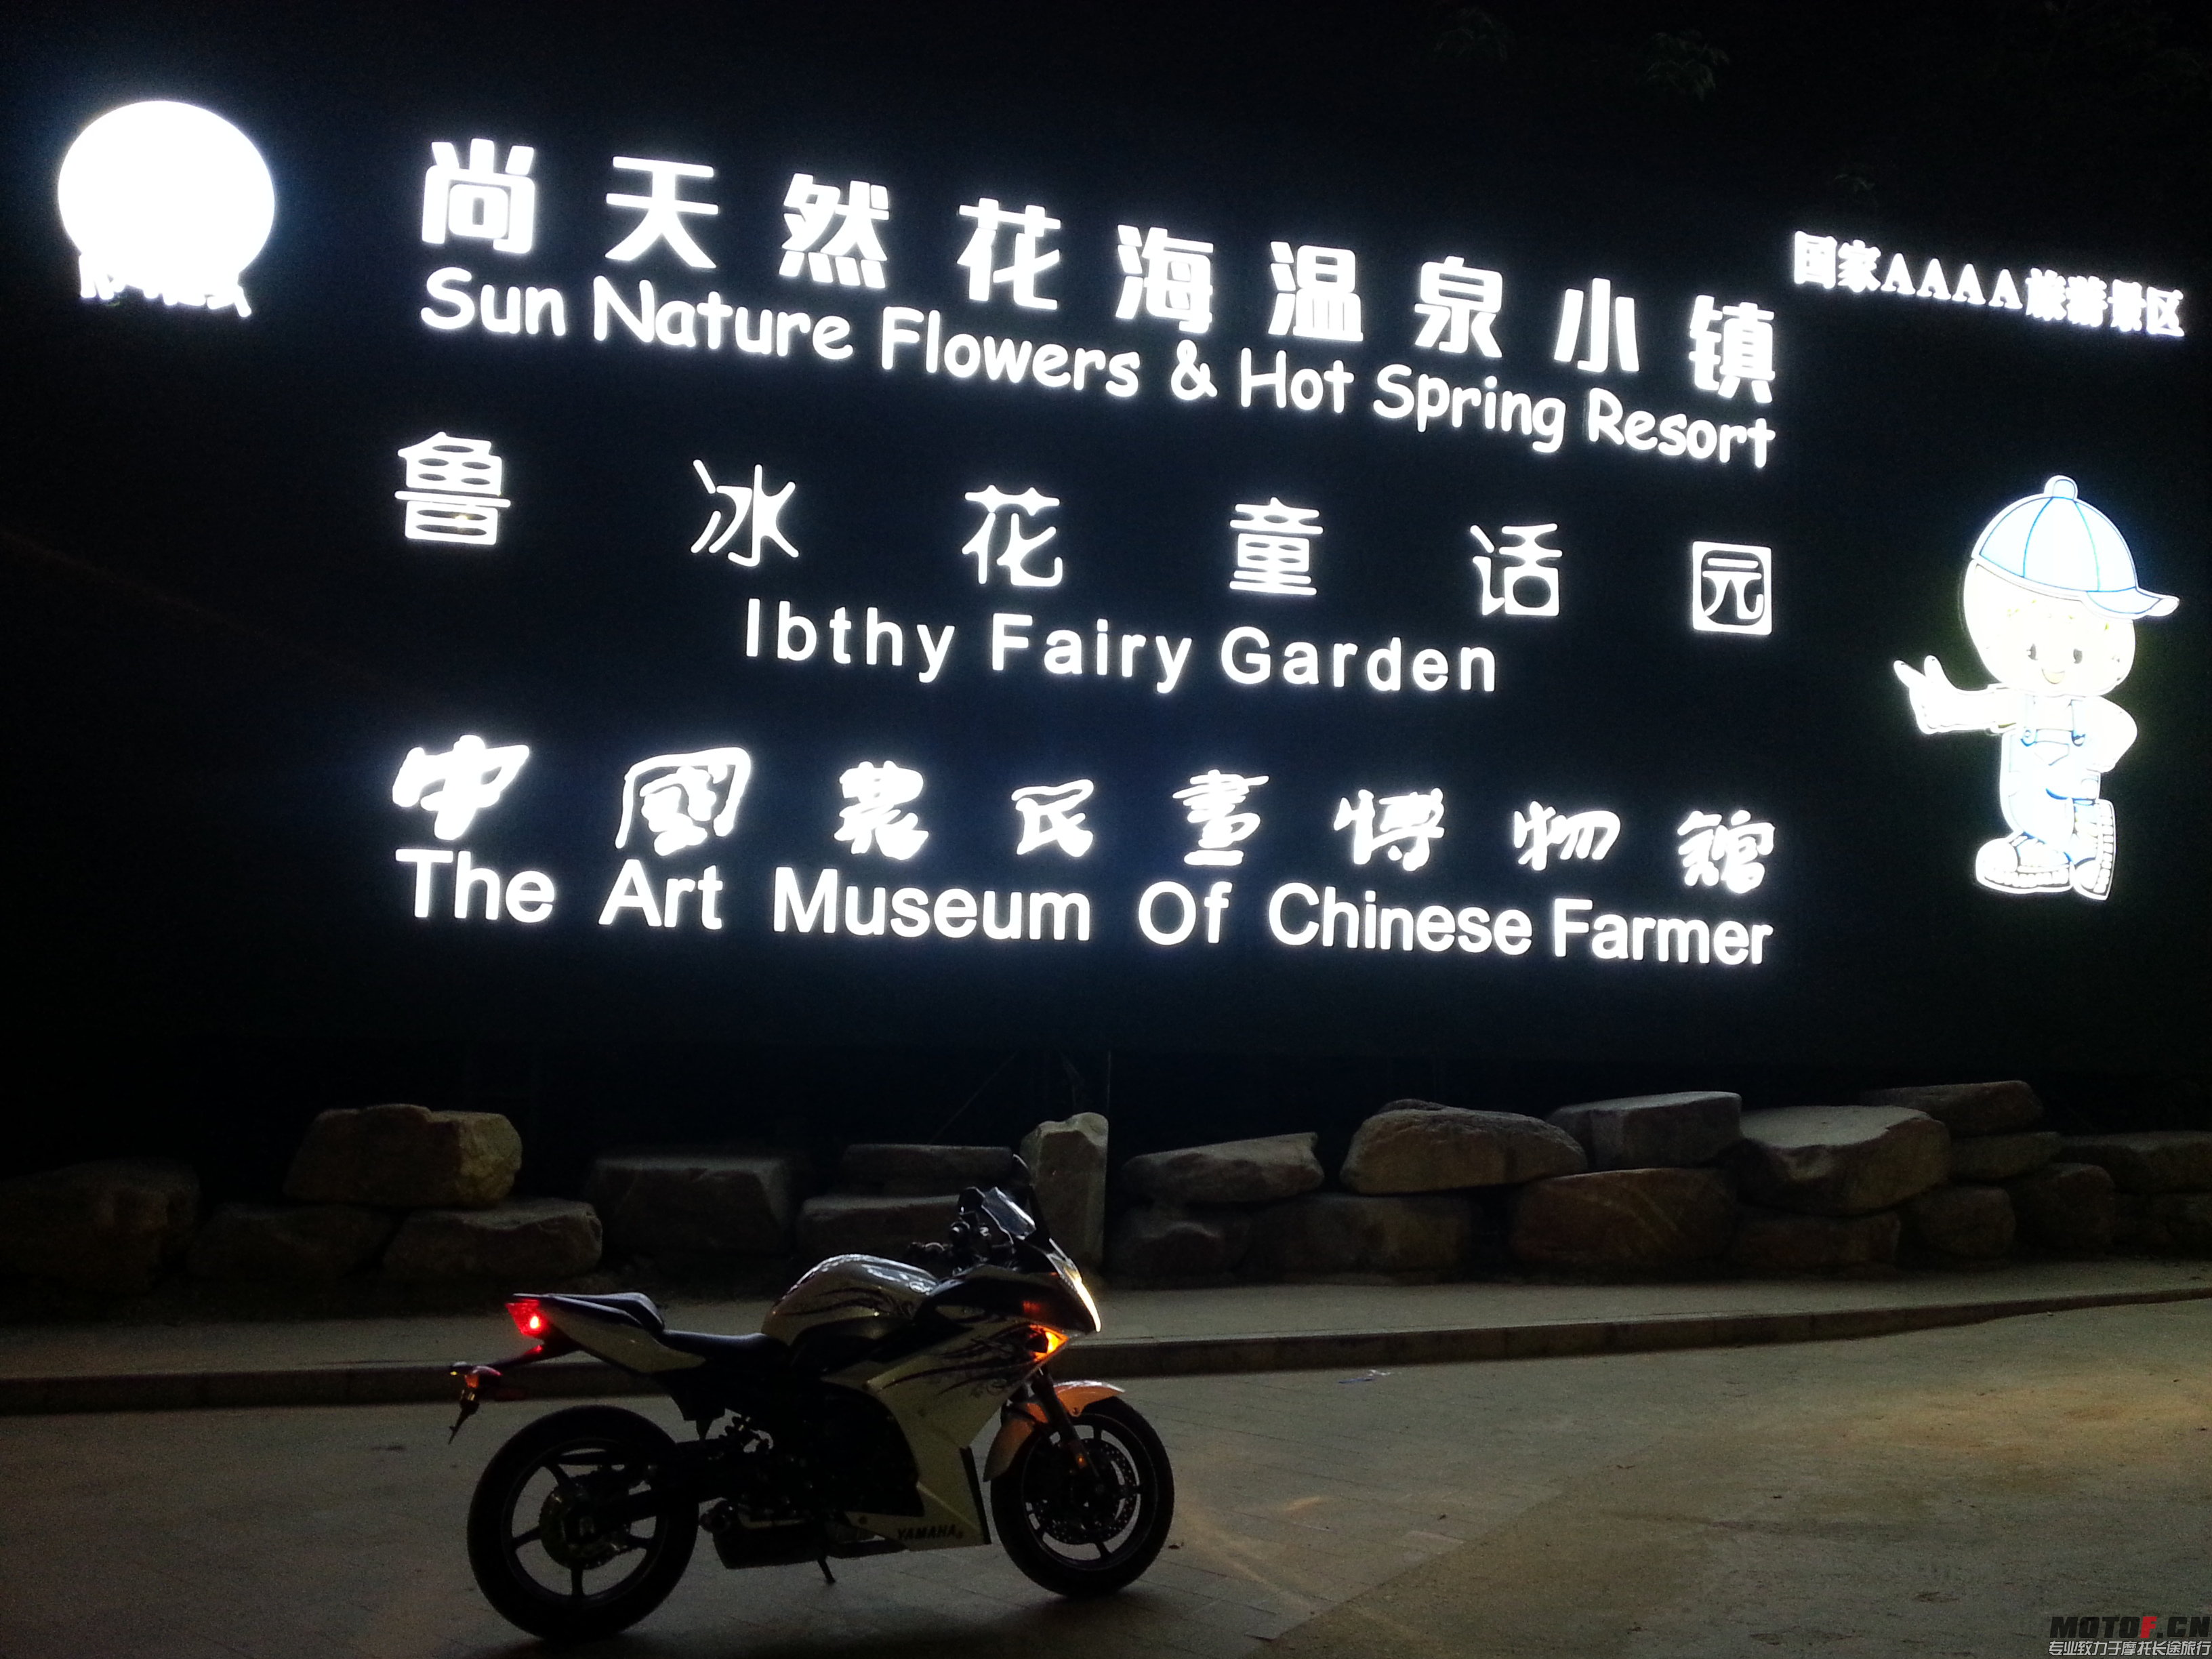 尚天然花海温泉小镇
国家AAAA旅游景区
Sun Nature Flowers & Hot Spring Resort
鲁冰花童话园
Ibthy Fairy Garden
中國農民畫博物館
The Art Museum Of Chinese Farmer
YAMAHA
MOTOF.CN
专业致力于摩托长途旅行